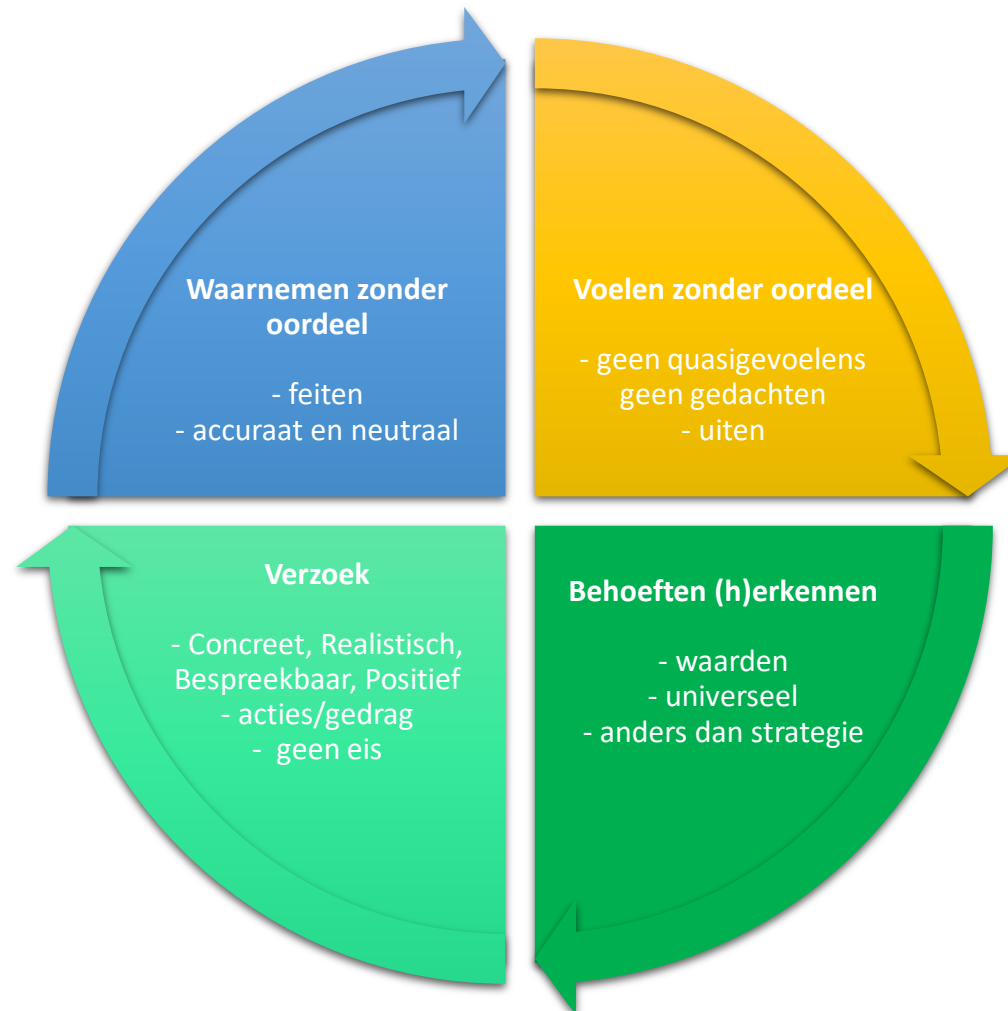 Waarnemen zonder
oordeel
- feiten
- accuraat en neutraal
Voelen zonder oordeel
- geen quasigevoelens
geen gedachten
- uiten
Behoeften (h)erkennen
- waarden
- universeel
- anders dan strategie
Verzoek
- Concreet, Realistisch,
Bespreekbaar, Positief
- acties/gedrag
- geen eis